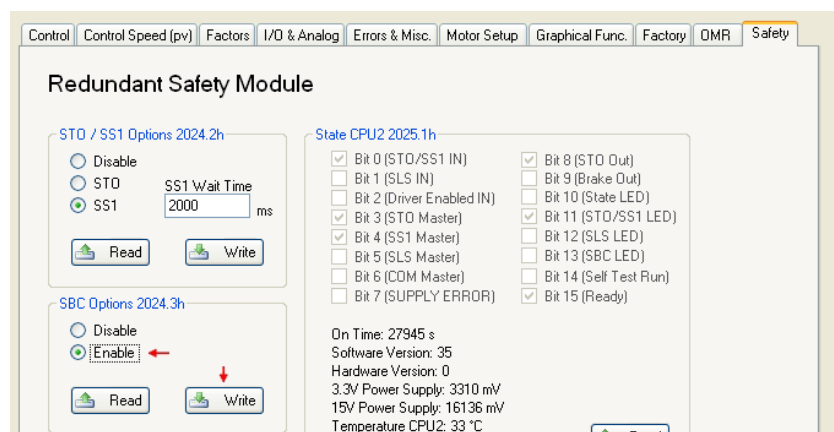 Control Control Speed (pv) Factors I/O & Analog Errors & Misc. Motor Setup Graphical Func. Factory OMR Safety
Redundant Safety Module
STO / SS1 Options 2024.2h
Disable
STO
SS1
SS1 Wait Time
2000 ms
Read Write
SBC Options 2024.3h
Disable
Enable
Read Write
State CPU2 2025.1h
Bit 0 (STO/SS1 IN)
Bit 1 (SLS IN)
Bit 2 (Driver Enabled IN)
Bit 3 (STO Master)
Bit 4 (SS1 Master)
Bit 5 (SLS Master)
Bit 6 (COM Master)
Bit 7 (SUPPLY ERROR)
Bit 8 (STO Out)
Bit 9 (Brake Out)
Bit 10 (State LED)
Bit 11 (STO/SS1 LED)
Bit 12 (SLS LED)
Bit 13 (SBC LED)
Bit 14 (Self Test Run)
Bit 15 (Ready)
On Time: 27945 s
Software Version: 35
Hardware Version: 0
3.3V Power Supply: 3310 mV
15V Power Supply: 16136 mV
Temperature CPU2: 33 °C